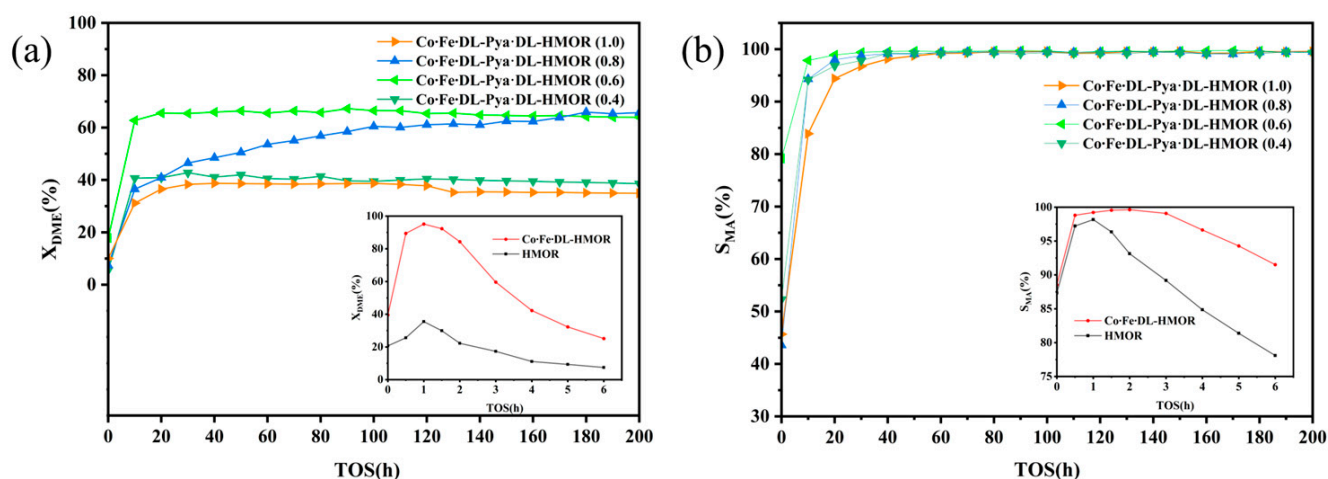 (a)
X_DME(%)
100
80
60
40
20
0
Co·Fe·DL-Pya·DL-HMOR (1.0)
Co·Fe·DL-Pya·DL-HMOR (0.8)
Co·Fe·DL-Pya·DL-HMOR (0.6)
Co·Fe·DL-Pya·DL-HMOR (0.4)
X_DME(%)
100
80
60
40
20
0
Co·Fe·DL-HMOR
HMOR
0 1 2 3 4 5 6
TOS(h)
0 20 40 60 80 100 120 140 160 180 200
TOS(h)
(b)
S_MA(%)
100
90
80
70
60
50
40
30
Co·Fe·DL-Pya·DL-HMOR (1.0)
Co·Fe·DL-Pya·DL-HMOR (0.8)
Co·Fe·DL-Pya·DL-HMOR (0.6)
Co·Fe·DL-Pya·DL-HMOR (0.4)
S_MA(%)
100
95
90
85
80
75
Co·Fe·DL-HMOR
HMOR
0 1 2 3 4 5 6
TOS(h)
0 20 40 60 80 100 120 140 160 180 200
TOS(h)